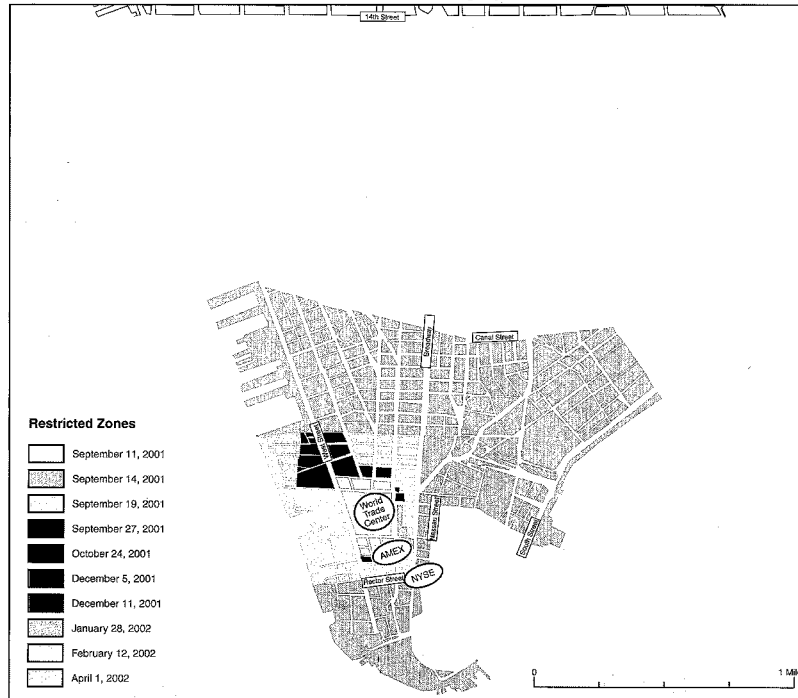 14th Street
Broadway
Canal Street
Restricted Zones
September 11, 2001
September 14, 2001
September 19, 2001
September 27, 2001
October 24, 2001
December 5, 2001
December 11, 2001
January 28, 2002
February 12, 2002
April 1, 2002
World
Trade
Center
Nassau Street
South Street
AMEX
Rector Street
NYSE
0
1 Mil